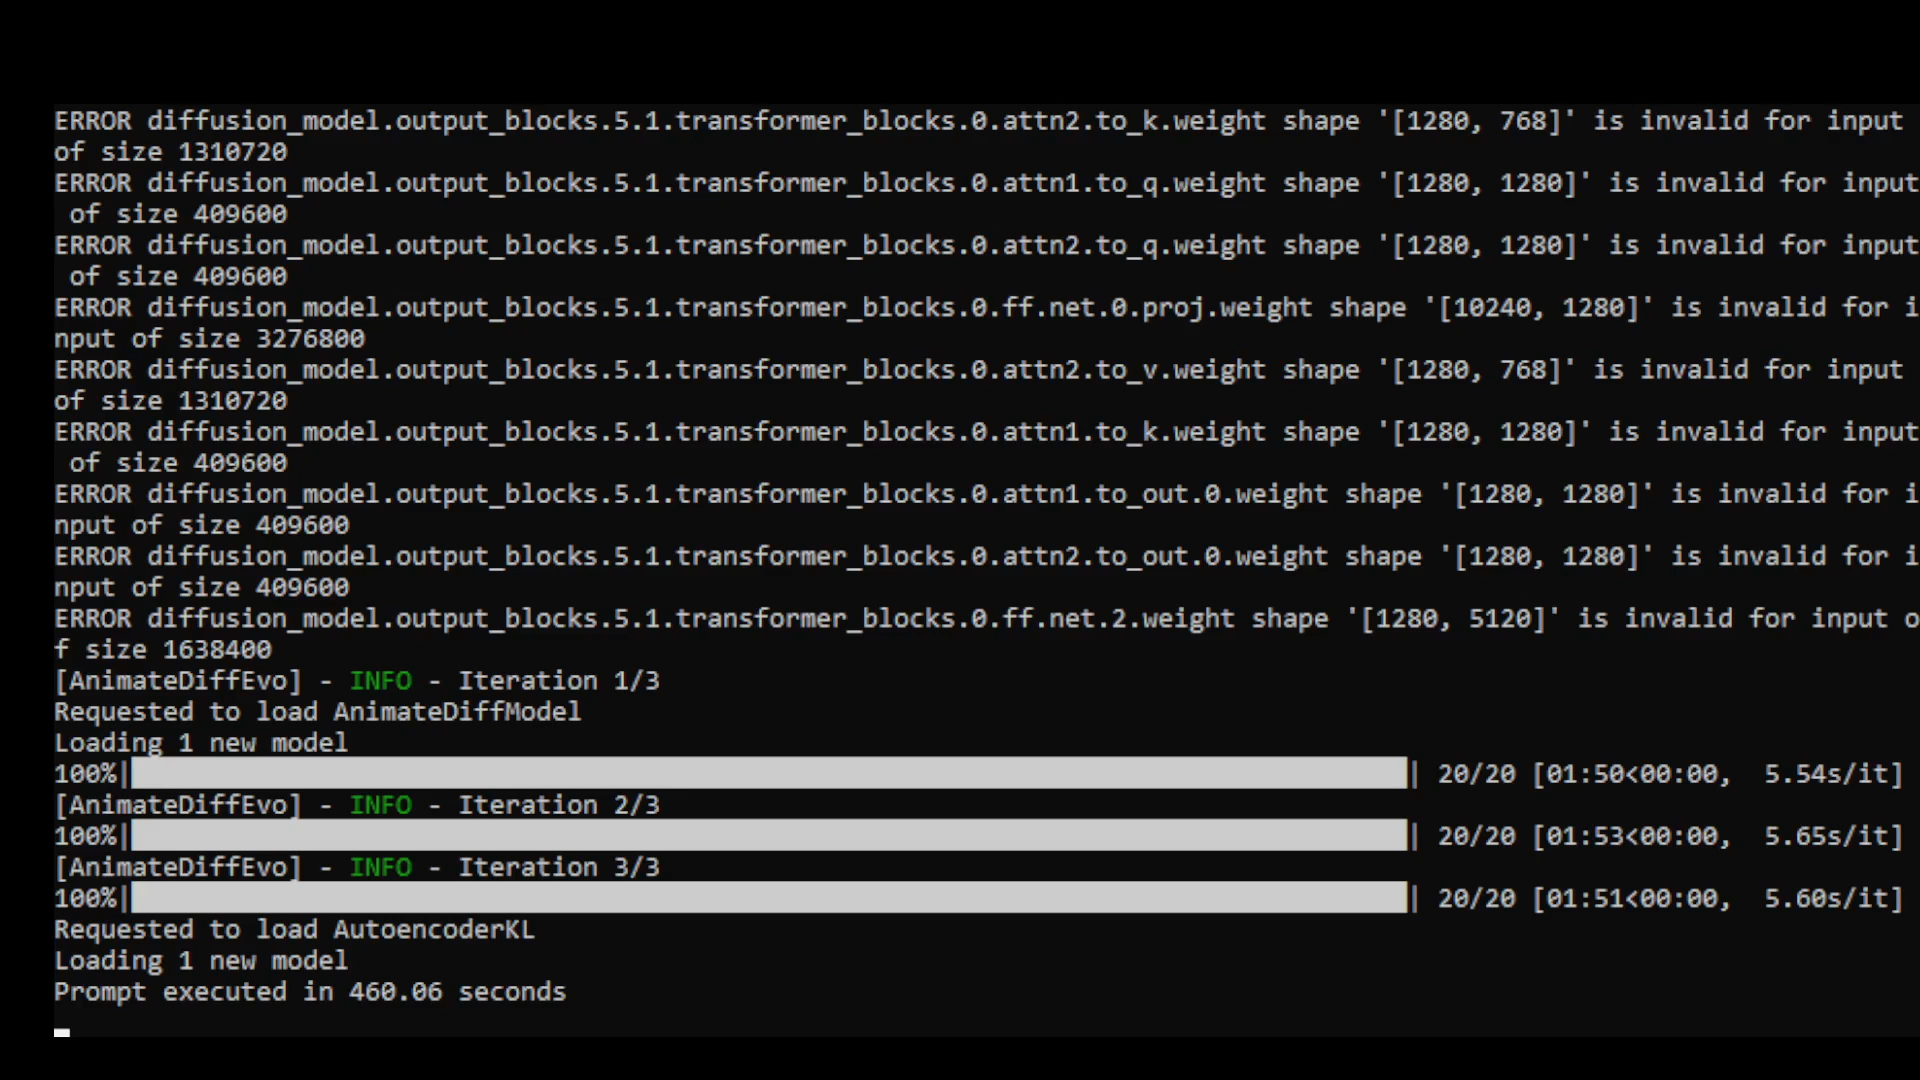 ERROR diffusion_model.output_blocks.5.1.transformer_blocks.0.attn2.to_k.weight shape '[1280, 768]' is invalid for input
of size 1310720
ERROR diffusion_model.output_blocks.5.1.transformer_blocks.0.attn1.to_q.weight shape '[1280, 1280]' is invalid for input
 of size 409600
ERROR diffusion_model.output_blocks.5.1.transformer_blocks.0.attn2.to_q.weight shape '[1280, 1280]' is invalid for input
 of size 409600
ERROR diffusion_model.output_blocks.5.1.transformer_blocks.0.ff.net.0.proj.weight shape '[10240, 1280]' is invalid for i
nput of size 3276800
ERROR diffusion_model.output_blocks.5.1.transformer_blocks.0.attn2.to_v.weight shape '[1280, 768]' is invalid for input
of size 1310720
ERROR diffusion_model.output_blocks.5.1.transformer_blocks.0.attn1.to_k.weight shape '[1280, 1280]' is invalid for input
 of size 409600
ERROR diffusion_model.output_blocks.5.1.transformer_blocks.0.attn1.to_out.0.weight shape '[1280, 1280]' is invalid for i
nput of size 409600
ERROR diffusion_model.output_blocks.5.1.transformer_blocks.0.attn2.to_out.0.weight shape '[1280, 1280]' is invalid for i
nput of size 409600
ERROR diffusion_model.output_blocks.5.1.transformer_blocks.0.ff.net.2.weight shape '[1280, 5120]' is invalid for input o
f size 1638400
[AnimateDiffEvo] - INFO - Iteration 1/3
Requested to load AnimateDiffModel
Loading 1 new model
100%| | 20/20 [01:50<00:00,  5.54s/it]
[AnimateDiffEvo] - INFO - Iteration 2/3
100%| | 20/20 [01:53<00:00,  5.65s/it]
[AnimateDiffEvo] - INFO - Iteration 3/3
100%| | 20/20 [01:51<00:00,  5.60s/it]
Requested to load AutoencoderKL
Loading 1 new model
Prompt executed in 460.06 seconds